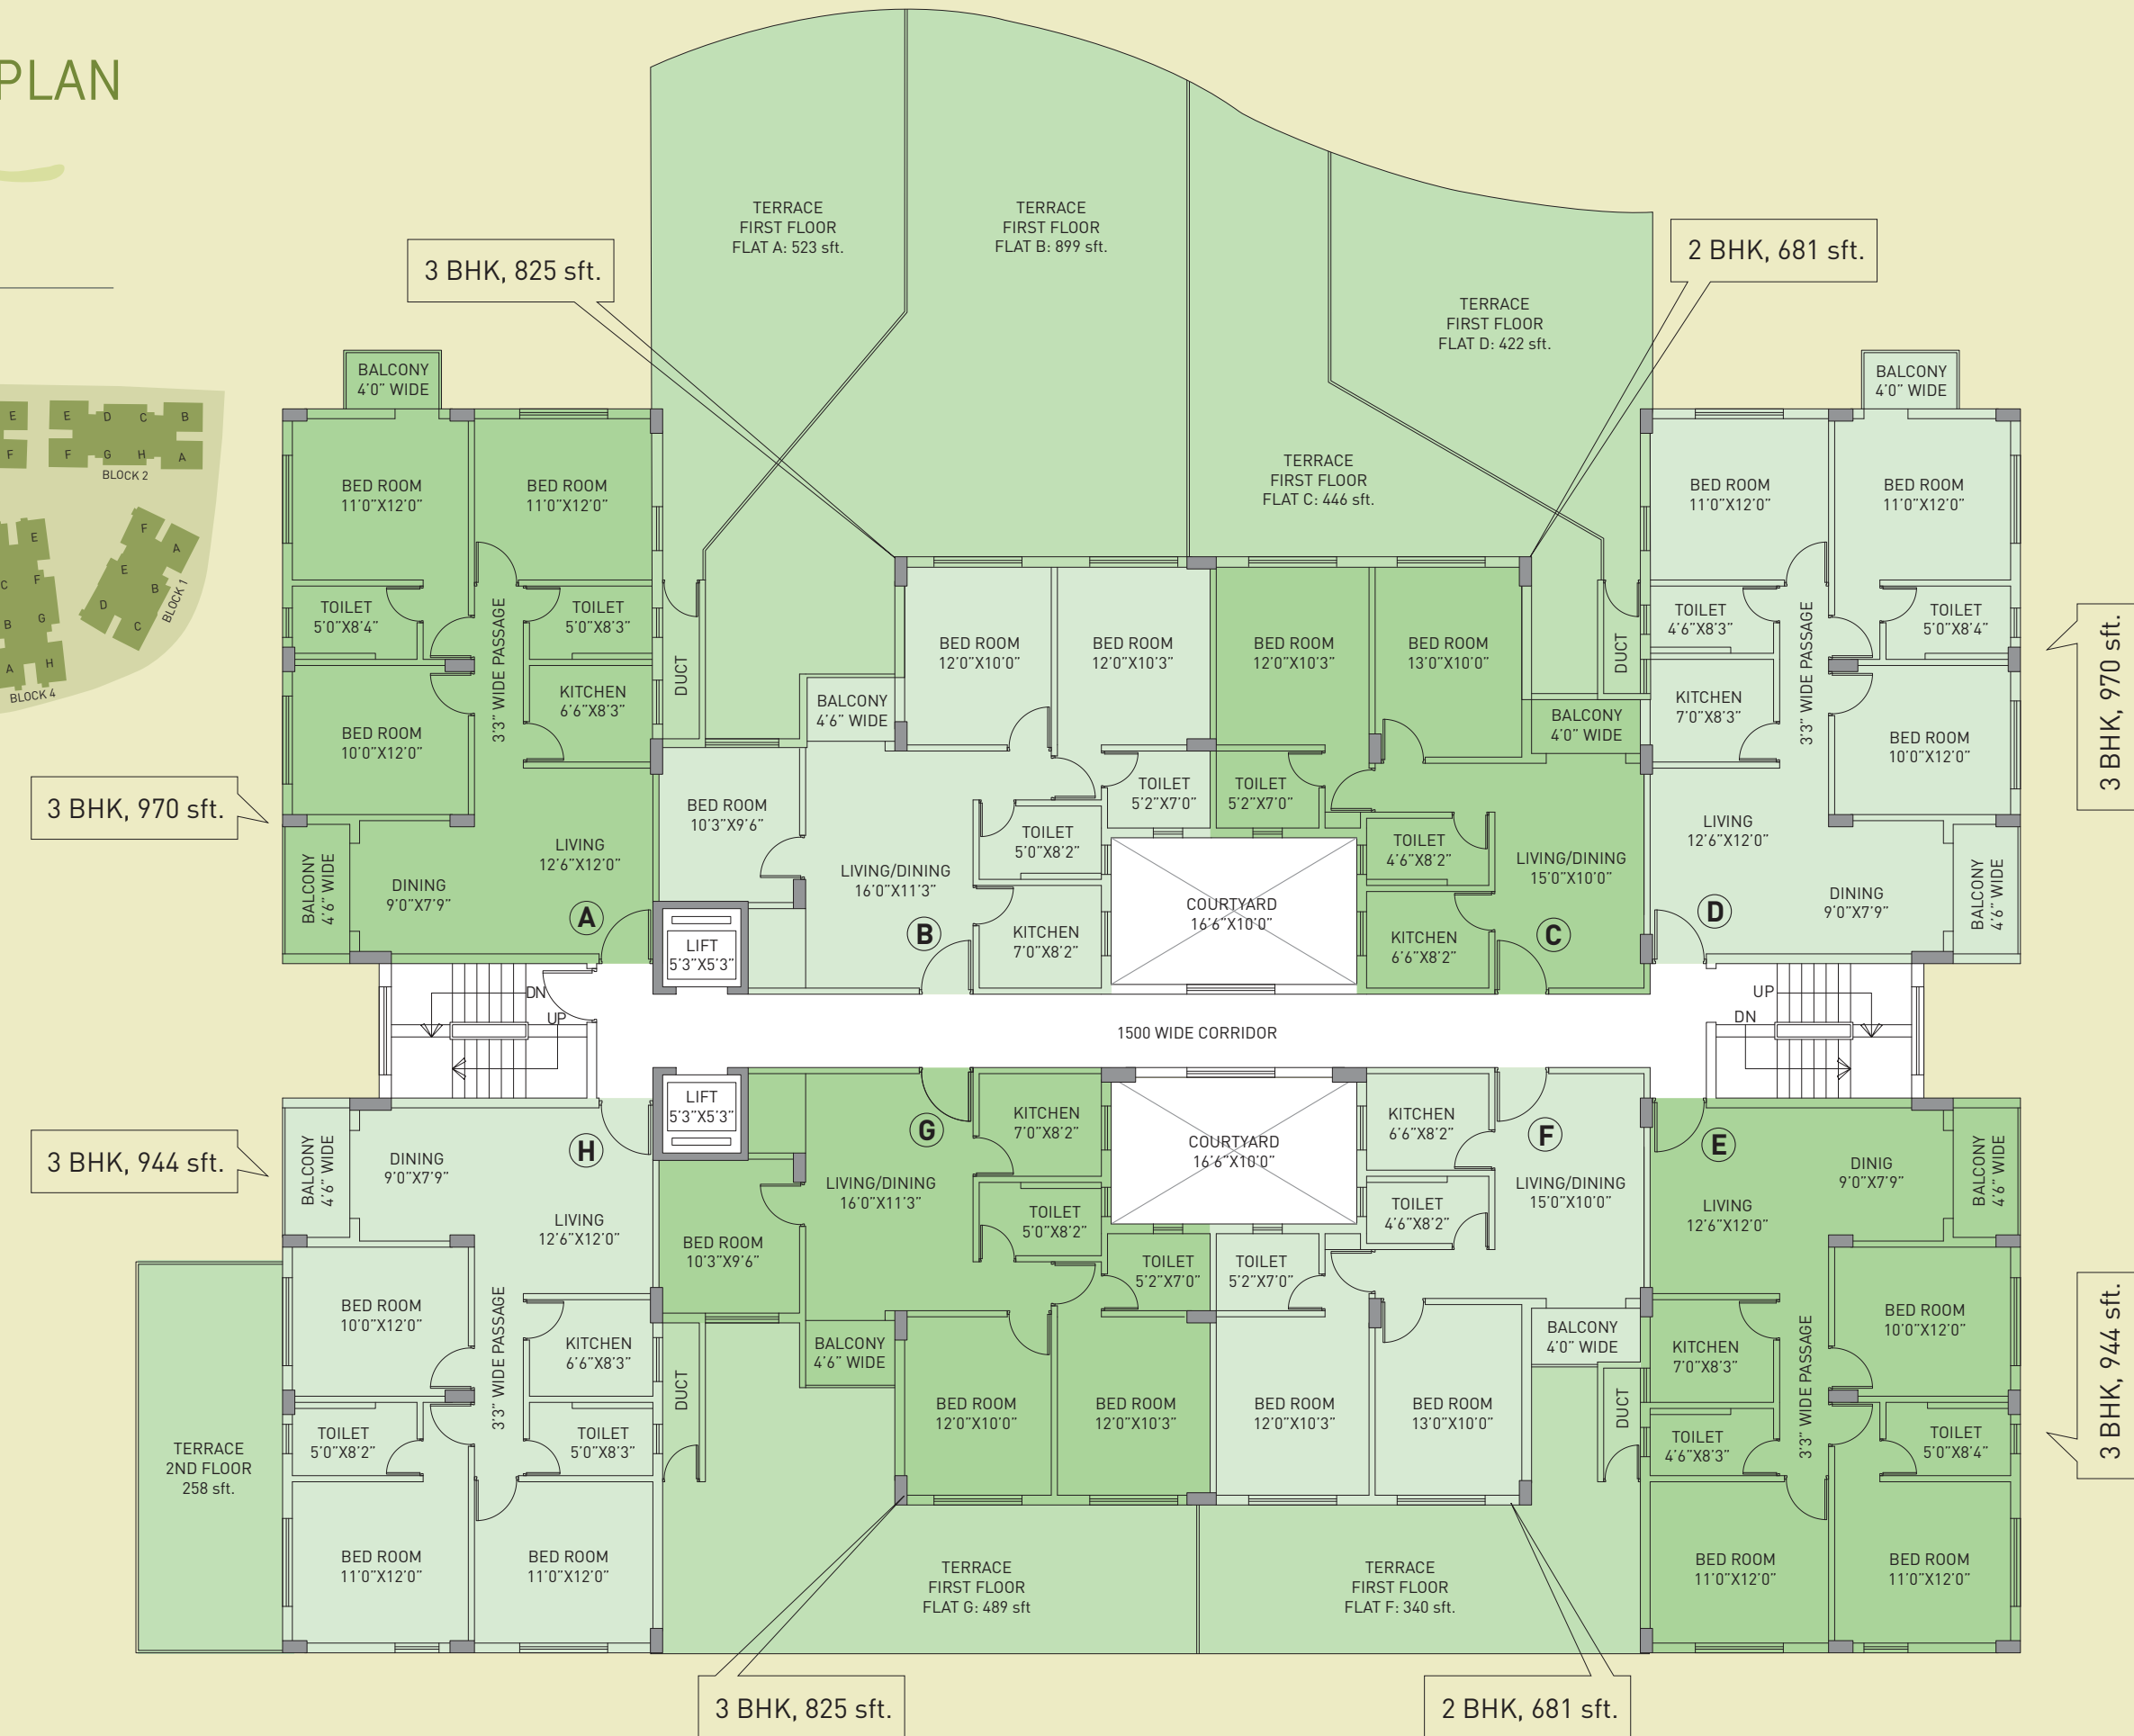 PLAN
E
E
D
C
B
F
F
G
H
A
BLOCK 2
E
C
F
B
G
A
H
BLOCK 4
F
A
E
B
D
C
BLOCK 1
TERRACE
FIRST FLOOR
FLAT A: 523 sft.
TERRACE
FIRST FLOOR
FLAT B: 899 sft.
TERRACE
FIRST FLOOR
FLAT D: 422 sft.
TERRACE
FIRST FLOOR
FLAT C: 446 sft.
3 BHK, 825 sft.
2 BHK, 681 sft.
3 BHK, 970 sft.
3 BHK, 970 sft.
BALCONY
4'0" WIDE
BED ROOM
11'0"X12'0"
BED ROOM
11'0"X12'0"
TOILET
5'0"X8'4"
TOILET
5'0"X8'3"
3'3" WIDE PASSAGE
KITCHEN
6'6"X8'3"
DUCT
BED ROOM
10'0"X12'0"
LIVING
12'6"X12'0"
DINING
9'0"X7'9"
BALCONY
4'6" WIDE
A
BED ROOM
12'0"X10'0"
BED ROOM
12'0"X10'3"
BALCONY
4'6" WIDE
BED ROOM
10'3"X9'6"
TOILET
5'2"X7'0"
TOILET
5'0"X8'2"
LIVING/DINING
16'0"X11'3"
KITCHEN
7'0"X8'2"
B
LIFT
5'3"X5'3"
COURTYARD
16'6"X10'0"
BED ROOM
12'0"X10'3"
BED ROOM
13'0"X10'0"
BALCONY
4'0" WIDE
TOILET
5'2"X7'0"
TOILET
4'6"X8'2"
LIVING/DINING
15'0"X10'0"
KITCHEN
6'6"X8'2"
C
DUCT
BALCONY
4'0" WIDE
BED ROOM
11'0"X12'0"
BED ROOM
11'0"X12'0"
TOILET
4'6"X8'3"
TOILET
5'0"X8'4"
KITCHEN
7'0"X8'3"
3'3" WIDE PASSAGE
BED ROOM
10'0"X12'0"
LIVING
12'6"X12'0"
DINING
9'0"X7'9"
BALCONY
4'6" WIDE
D
DN
UP
1500 WIDE CORRIDOR
UP
DN
3 BHK, 944 sft.
BALCONY
4'6" WIDE
DINING
9'0"X7'9"
H
LIVING
12'6"X12'0"
BED ROOM
10'0"X12'0"
3'3" WIDE PASSAGE
KITCHEN
6'6"X8'3"
TOILET
5'0"X8'2"
TOILET
5'0"X8'3"
DUCT
BED ROOM
11'0"X12'0"
BED ROOM
11'0"X12'0"
TERRACE
2ND FLOOR
258 sft.
LIFT
5'3"X5'3"
G
KITCHEN
7'0"X8'2"
LIVING/DINING
16'0"X11'3"
TOILET
5'0"X8'2"
BED ROOM
10'3"X9'6"
TOILET
5'2"X7'0"
BALCONY
4'6" WIDE
BED ROOM
12'0"X10'0"
BED ROOM
12'0"X10'3"
COURTYARD
16'6"X10'0"
KITCHEN
6'6"X8'2"
F
LIVING/DINING
15'0"X10'0"
TOILET
4'6"X8'2"
TOILET
5'2"X7'0"
BALCONY
4'0" WIDE
BED ROOM
12'0"X10'3"
BED ROOM
13'0"X10'0"
DUCT
E
DINIG
9'0"X7'9"
BALCONY
4'6" WIDE
LIVING
12'6"X12'0"
BED ROOM
10'0"X12'0"
KITCHEN
7'0"X8'3"
3'3" WIDE PASSAGE
TOILET
4'6"X8'3"
TOILET
5'0"X8'4"
BED ROOM
11'0"X12'0"
BED ROOM
11'0"X12'0"
3 BHK, 944 sft.
TERRACE
FIRST FLOOR
FLAT G: 489 sft
TERRACE
FIRST FLOOR
FLAT F: 340 sft.
3 BHK, 825 sft.
2 BHK, 681 sft.